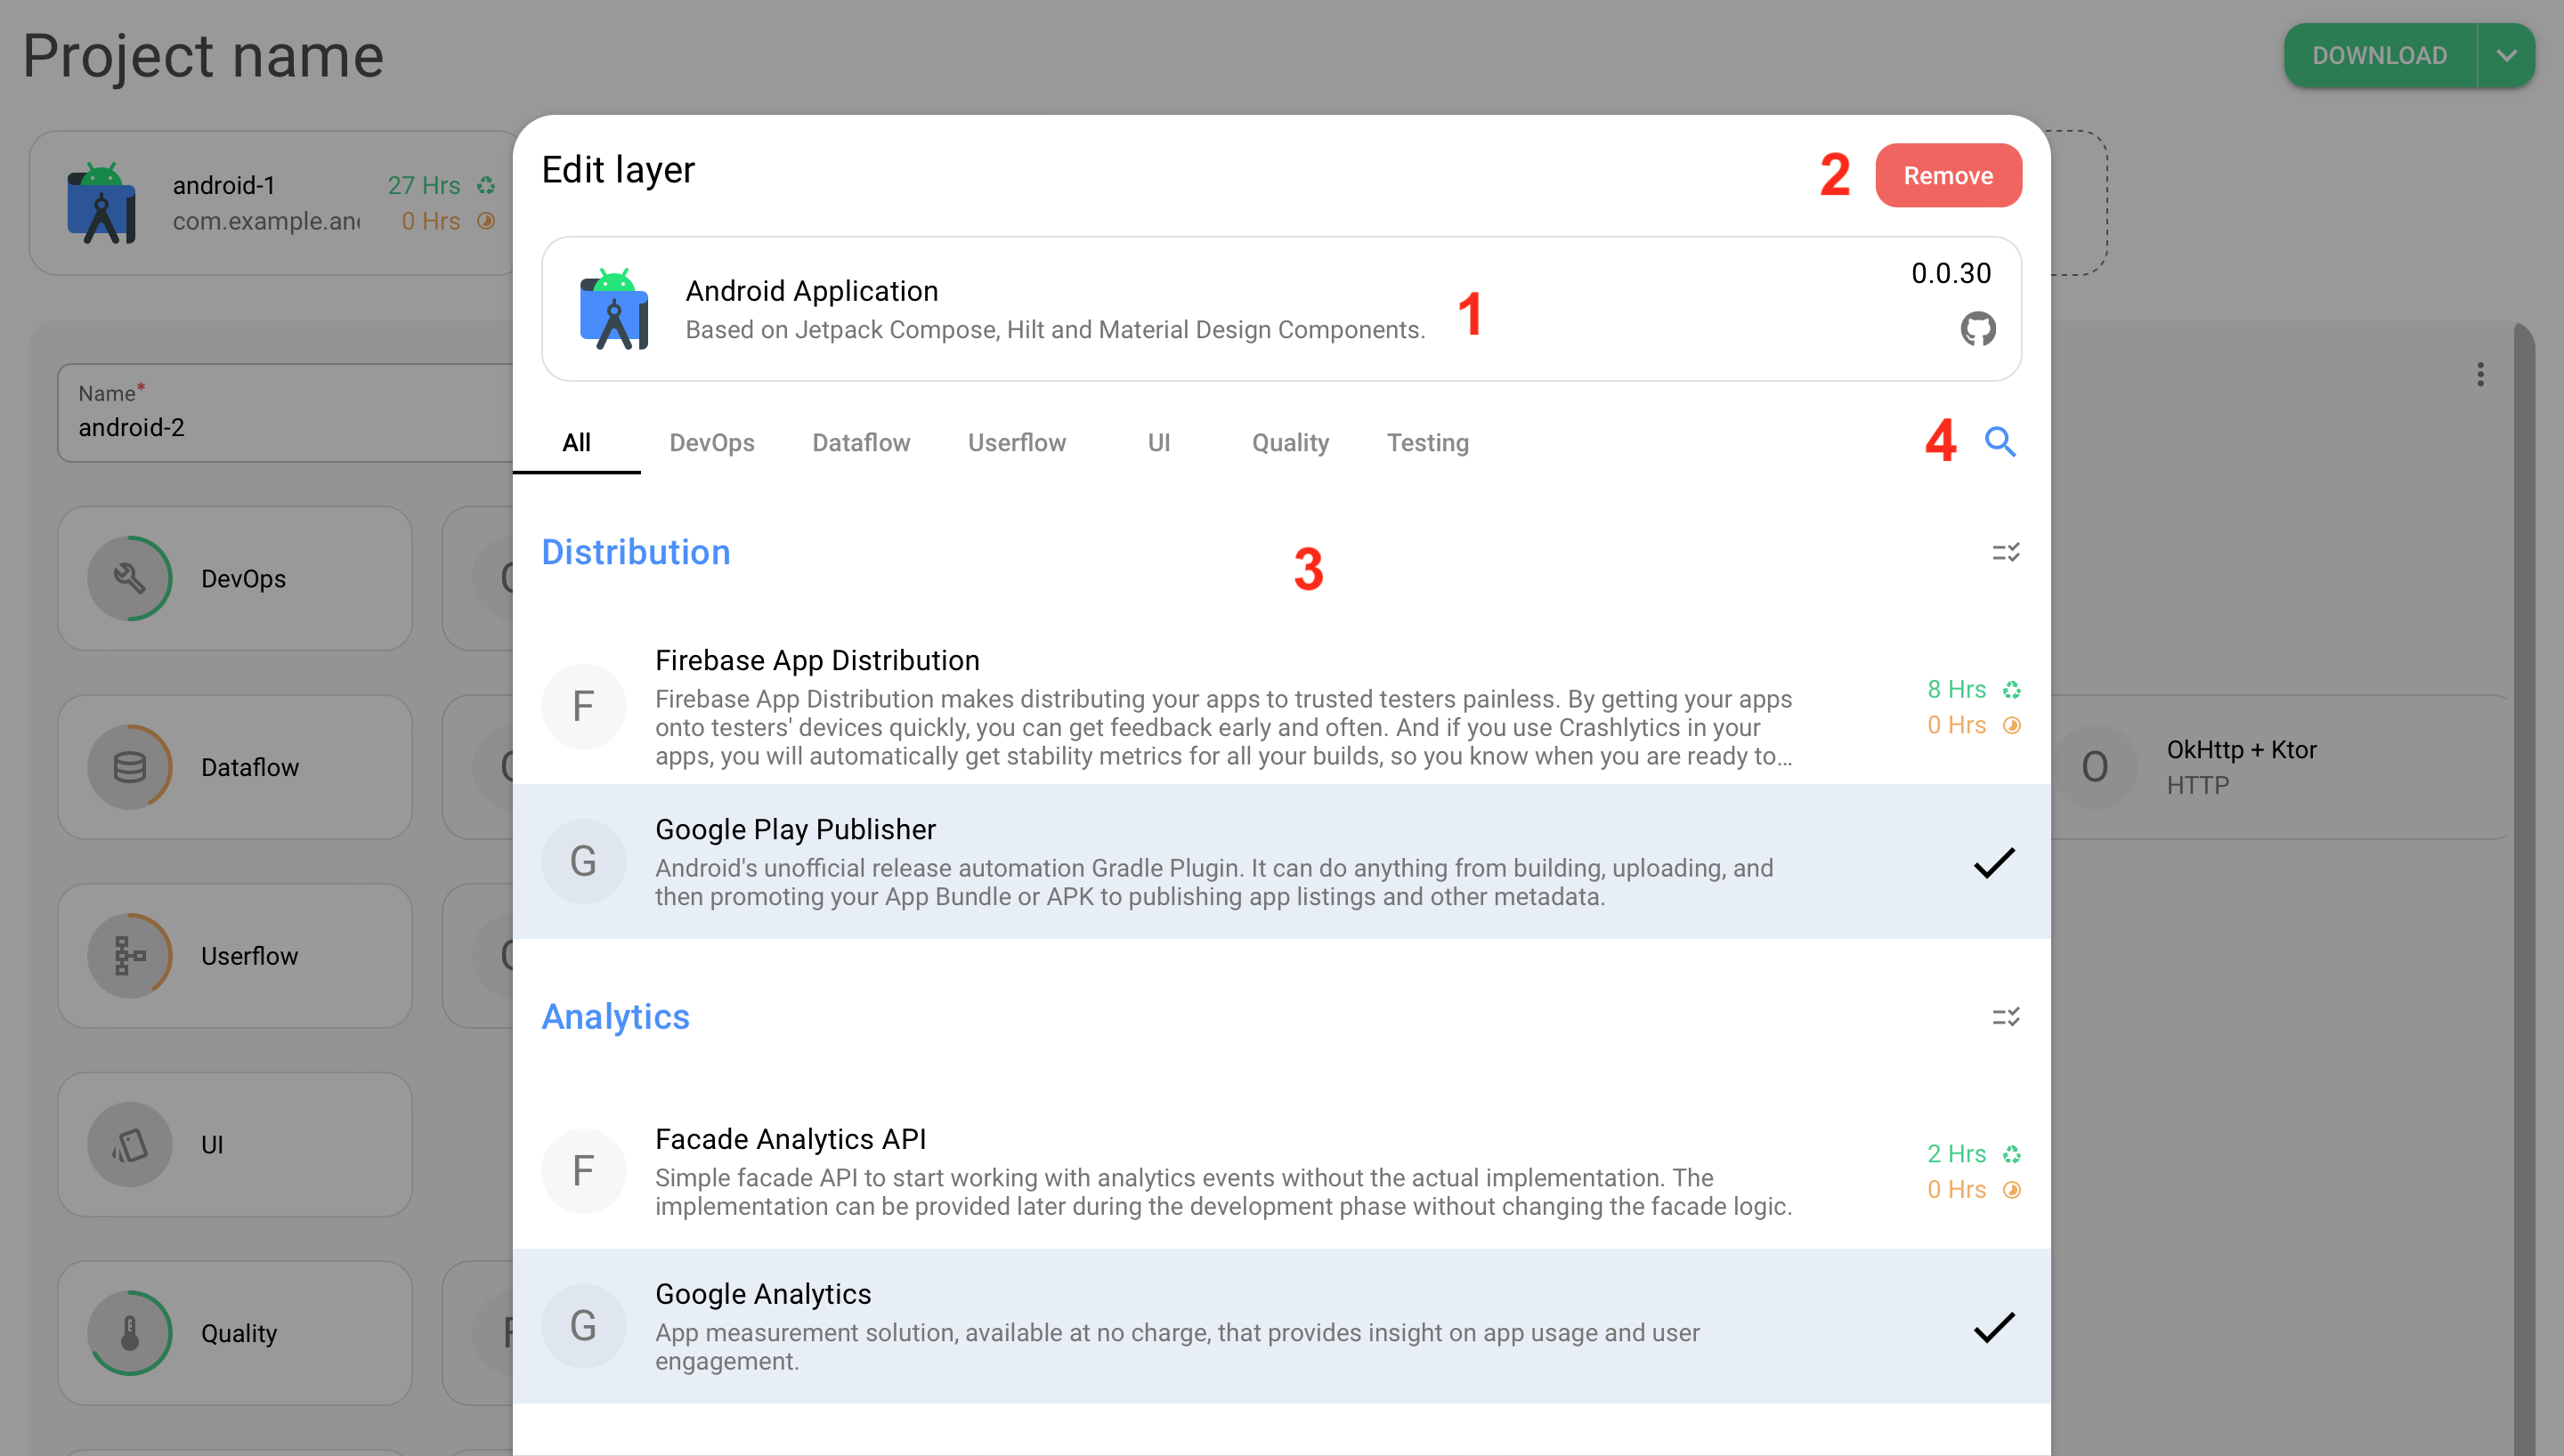 Project name
DOWNLOAD
android-1
27 Hrs
com.example.an
0 Hrs
Edit layer
2
Remove
Android Application
0.0.30
Based on Jetpack Compose, Hilt and Material Design Components.
1
Name*
android-2
All
DevOps
Dataflow
Userflow
UI
Quality
Testing
4
Distribution
3
DevOps
Firebase App Distribution
Firebase App Distribution makes distributing your apps to trusted testers painless. By getting your apps
onto testers' devices quickly, you can get feedback early and often. And if you use Crashlytics in your
apps, you will automatically get stability metrics for all your builds, so you know when you are ready to...
F
8 Hrs
0 Hrs
Dataflow
O
OkHttp + Ktor
HTTP
G
Google Play Publisher
Android's unofficial release automation Gradle Plugin. It can do anything from building, uploading, and
then promoting your App Bundle or APK to publishing app listings and other metadata.
Userflow
Analytics
UI
F
Facade Analytics API
Simple facade API to start working with analytics events without the actual implementation. The
implementation can be provided later during the development phase without changing the facade logic.
2 Hrs
0 Hrs
Quality
G
Google Analytics
App measurement solution, available at no charge, that provides insight on app usage and user
engagement.